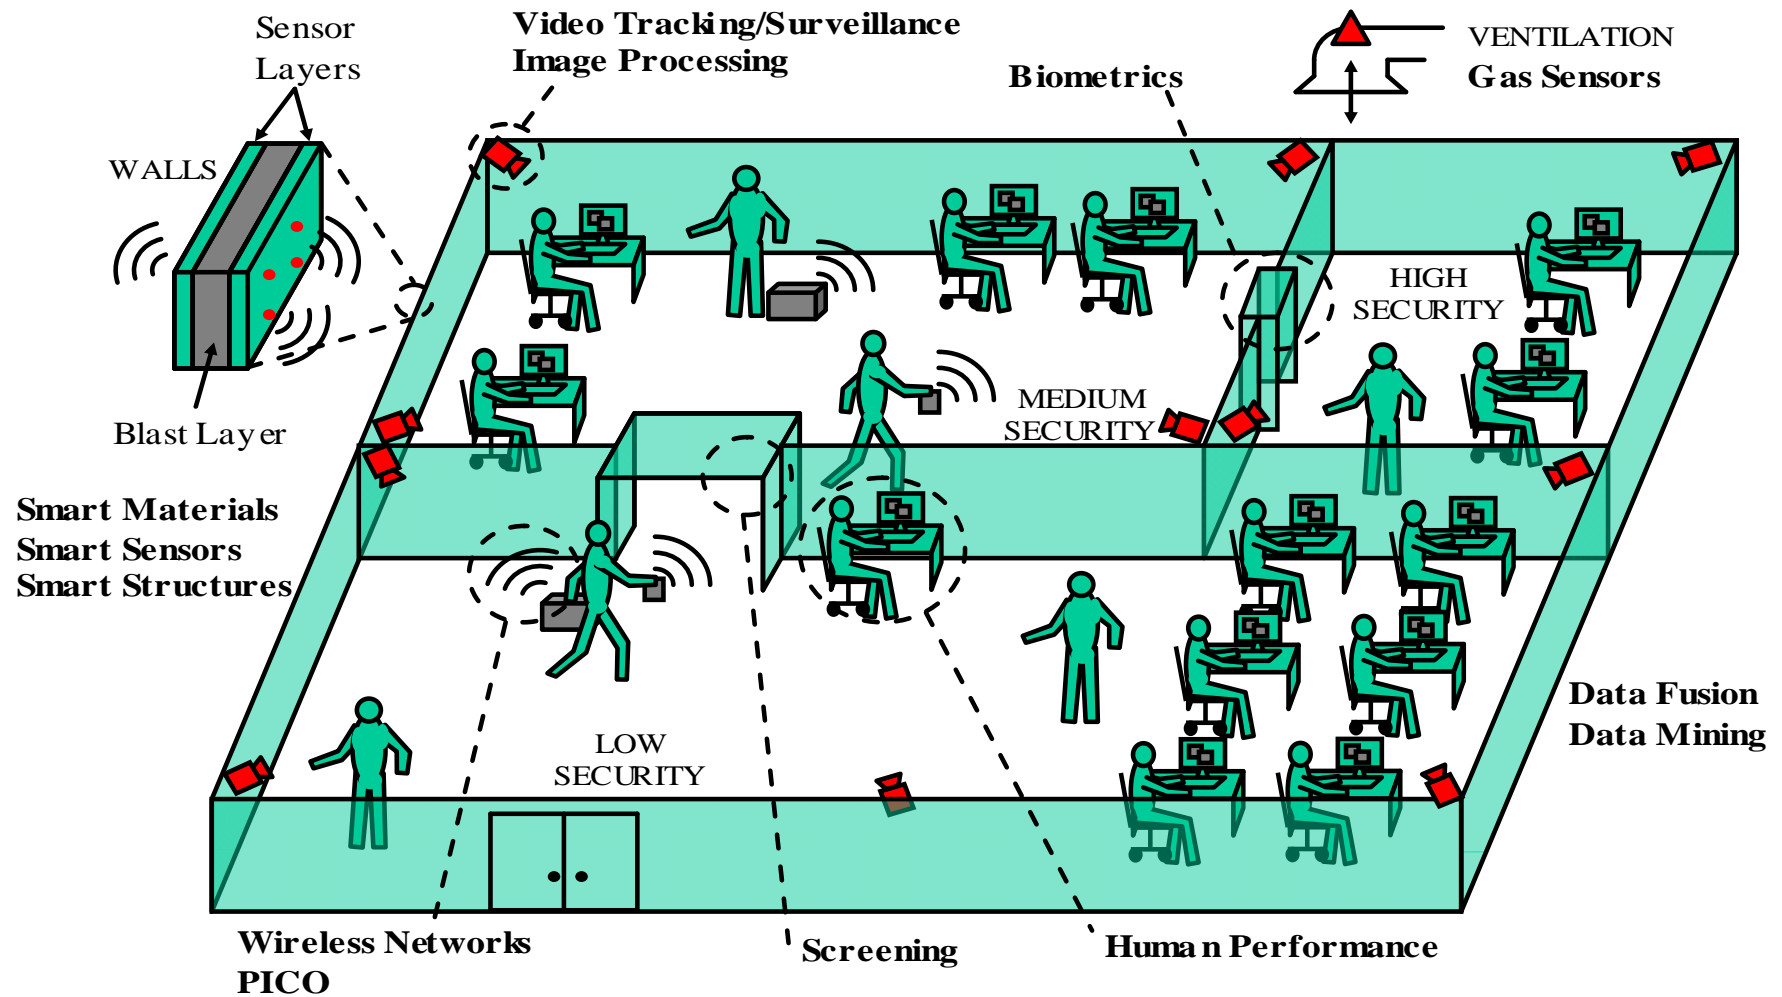 Sensor
Layers
Video Tracking/Surveillance
Image Processing
Biometrics
VENTILATION
Gas Sensors
WALLS
HIGH
SECURITY
MEDIUM
SECURITY
Blast Layer
Smart Materials
Smart Sensors
Smart Structures
LOW
SECURITY
Data Fusion
Data Mining
Wireless Networks
PICO
Screening
Human Performance